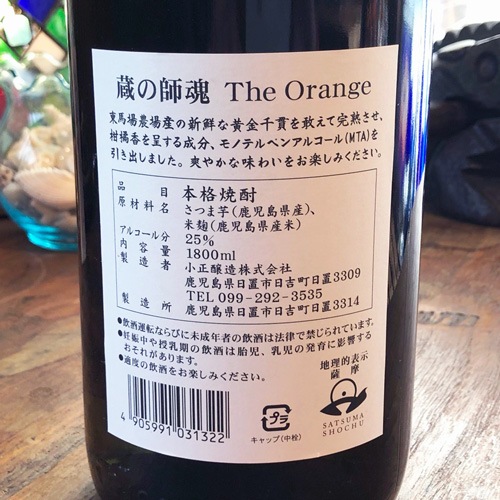 蔵の師魂 The Orange
東馬場農場産の新鮮な黄金千貫を敢えて完熟させ、
柑橘香を呈する成分、モノテルペンアルコール(MTA)を
引き出しました。爽やかな味わいをお楽しみください。
品目 本格焼酎
原材料名 さつま芋(鹿児島県産)、
米麹(鹿児島県産米)
アルコール分 25%
内容量 1800ml
製造者 小正醸造株式会社
鹿児島県日置市日吉町日置3309
TEL 099-292-3535
製造所 鹿児島県日置市日吉町日置3314
●飲酒運転ならびに未成年者の飲酒は法律で禁じられています。
●妊娠中や授乳期の飲酒は胎児、乳児の発育に影響する
おそれがあります。
●適度の飲酒をお楽しみください。
地理的表示
薩摩
SATSUMA
SHOCHU
プラ
キャップ(中栓)
4 905991 031322